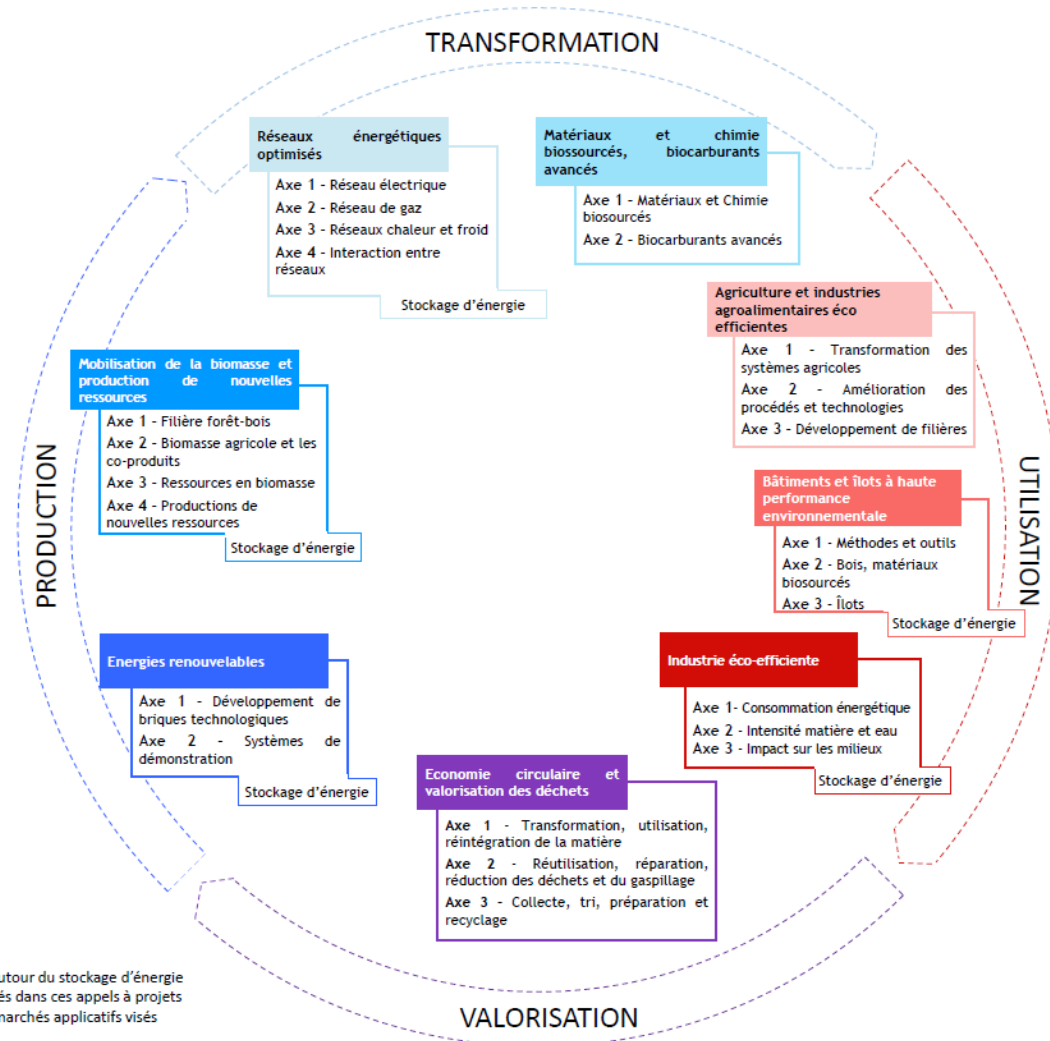 TRANSFORMATION
Réseaux énergétiques
optimisés
Axe 1 - Réseau électrique
Axe 2 - Réseau de gaz
Axe 3 - Réseaux chaleur et froid
Axe 4 - Interaction entre
réseaux
Stockage d'énergie
Matériaux et chimie
biossourcés, biocarburants
avancés
Axe 1 - Matériaux et Chimie
biosourcés
Axe 2 - Biocarburants avancés
Agriculture et industries
agroalimentaires éco
efficientes
Axe 1 - Transformation des
systèmes agricoles
Axe 2 - Amélioration des
procédés et technologies
Axe 3 - Développement de filières
Mobilisation de la biomasse et
production de nouvelles
ressources
Axe 1 - Filière forêt-bois
Axe 2 - Biomasse agricole et les
co-produits
Axe 3 - Ressources en biomasse
Axe 4 - Productions de
nouvelles ressources
Stockage d'énergie
PRODUCTION
UTILISATION
Bâtiments et îlots à haute
performance
environnementale
Axe 1 - Méthodes et outils
Axe 2 - Bois, matériaux
biosourcés
Axe 3 - Îlots
Stockage d'énergie
Energies renouvelables
Axe 1 - Développement de
briques technologiques
Axe 2 - Systèmes de
démonstration
Stockage d'énergie
Industrie éco-efficiente
Axe 1- Consommation énergétique
Axe 2 - Intensité matière et eau
Axe 3 - Impact sur les milieux
Stockage d'énergie
Economie circulaire et
valorisation des déchets
Axe 1 - Transformation, utilisation,
réintégration de la matière
Axe 2 - Réutilisation, réparation,
réduction des déchets et du gaspillage
Axe 3 - Collecte, tri, préparation et
recyclage
utour du stockage d'énergie
és dans ces appels à projets
marchés applicatifs visés
VALORISATION